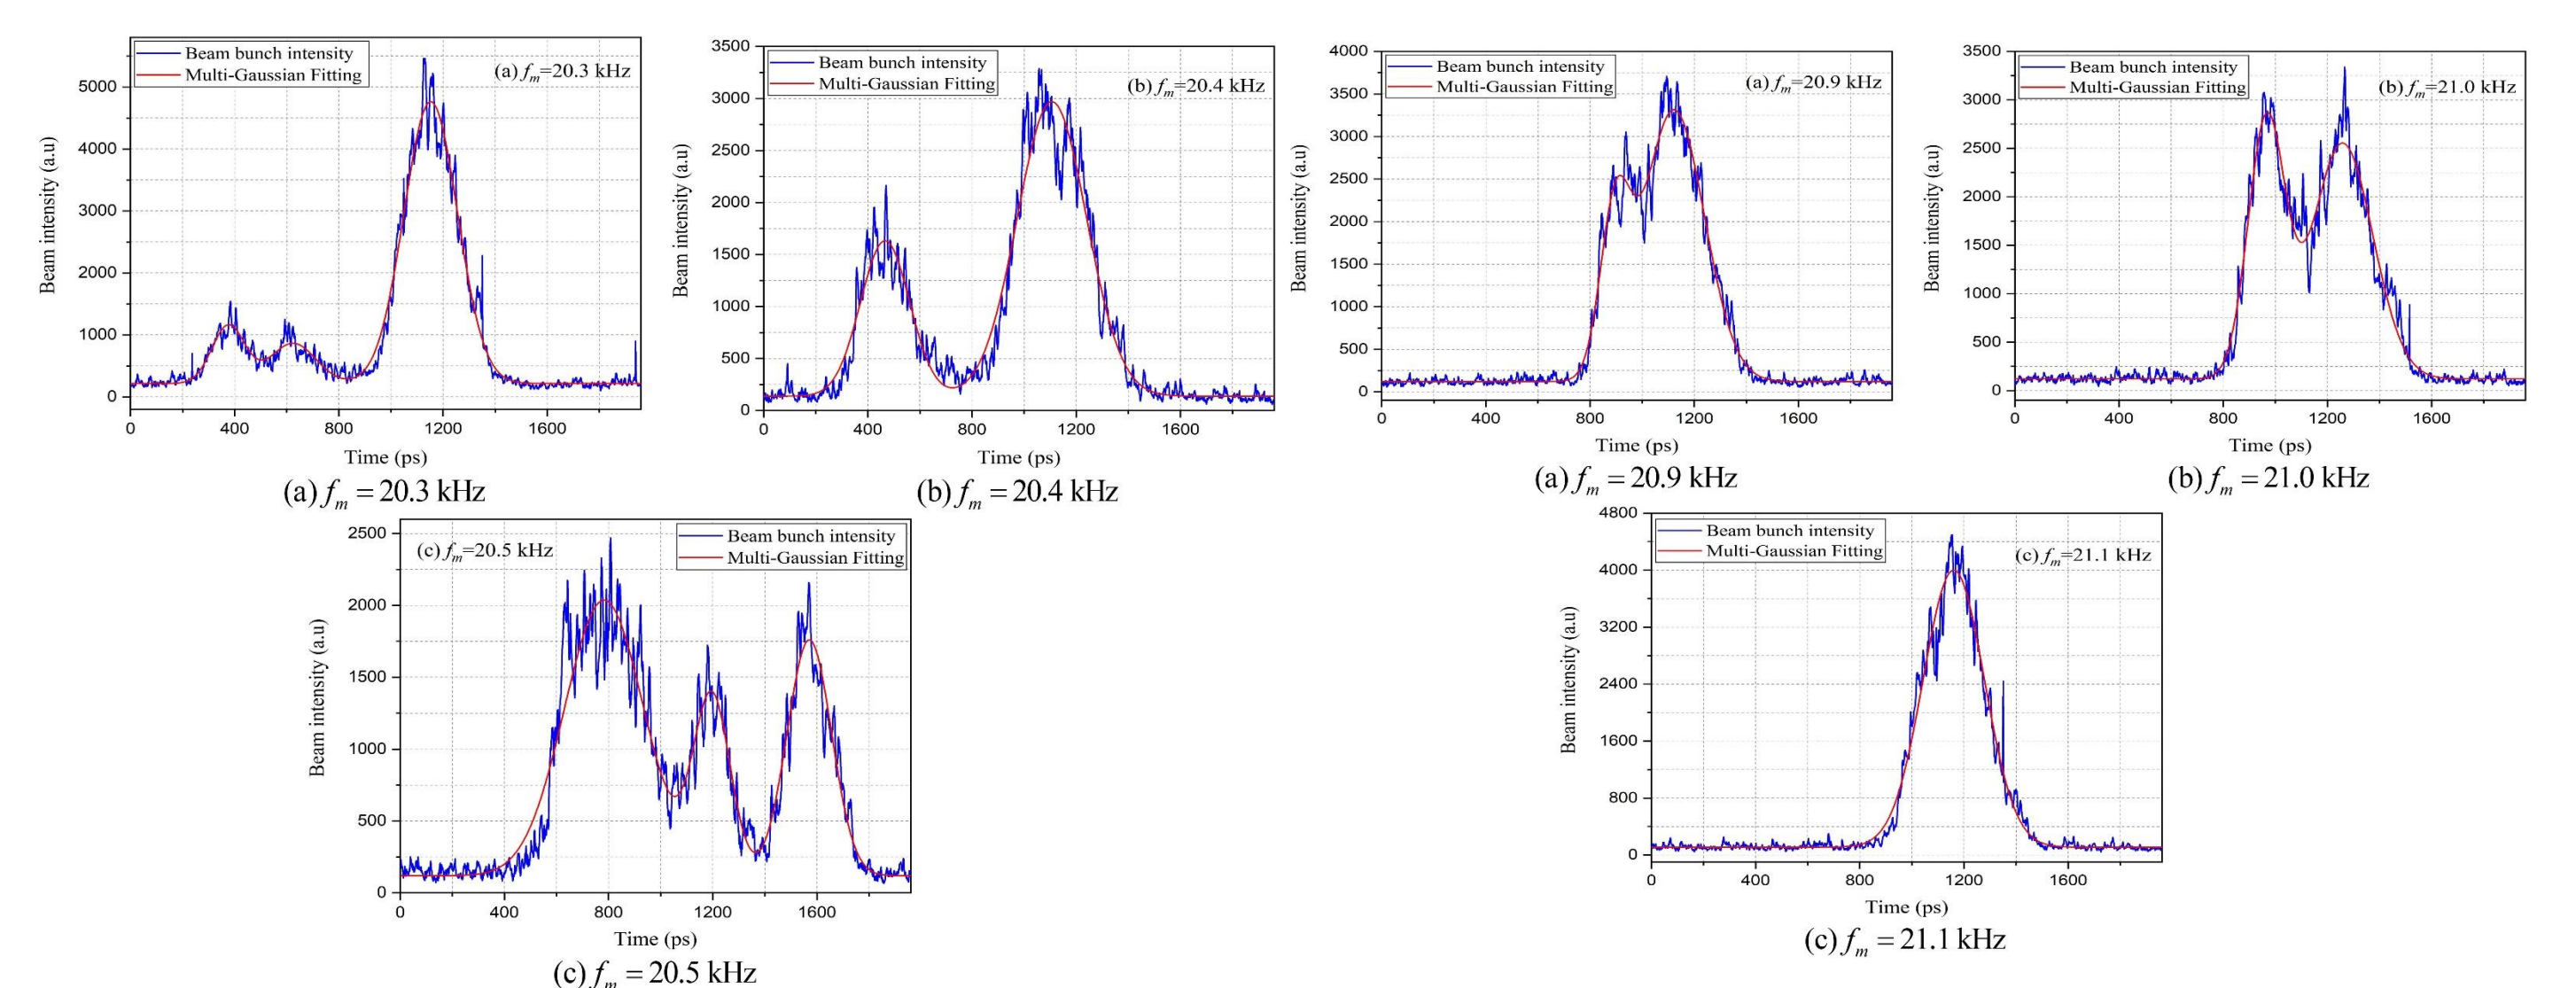 Beam bunch intensity
Multi-Gaussian Fitting
(a) fm=20.3 kHz
5000
4000
3000
2000
1000
0
Beam intensity (a.u)
0 400 800 1200 1600
Time (ps)
(a) fm = 20.3 kHz
Beam bunch intensity
Multi-Gaussian Fitting
(b) fm=20.4 kHz
3500
3000
2500
2000
1500
1000
500
0
Beam intensity (a.u)
0 400 800 1200 1600
Time (ps)
(b) fm = 20.4 kHz
Beam bunch intensity
Multi-Gaussian Fitting
(a) fm=20.9 kHz
4000
3500
3000
2500
2000
1500
1000
500
0
Beam intensity (a.u)
0 400 800 1200 1600
Time (ps)
(a) fm = 20.9 kHz
Beam bunch intensity
Multi-Gaussian Fitting
(b) fm=21.0 kHz
3500
3000
2500
2000
1500
1000
500
0
Beam intensity (a.u)
0 400 800 1200 1600
Time (ps)
(b) fm = 21.0 kHz
Beam bunch intensity
Multi-Gaussian Fitting
(c) fm=20.5 kHz
2500
2000
1500
1000
500
0
Beam intensity (a.u)
0 400 800 1200 1600
Time (ps)
(c) fm = 20.5 kHz
Beam bunch intensity
Multi-Gaussian Fitting
(c) fm=21.1 kHz
4800
4000
3200
2400
1600
800
0
Beam intensity (a.u)
0 400 800 1200 1600
Time (ps)
(c) fm = 21.1 kHz